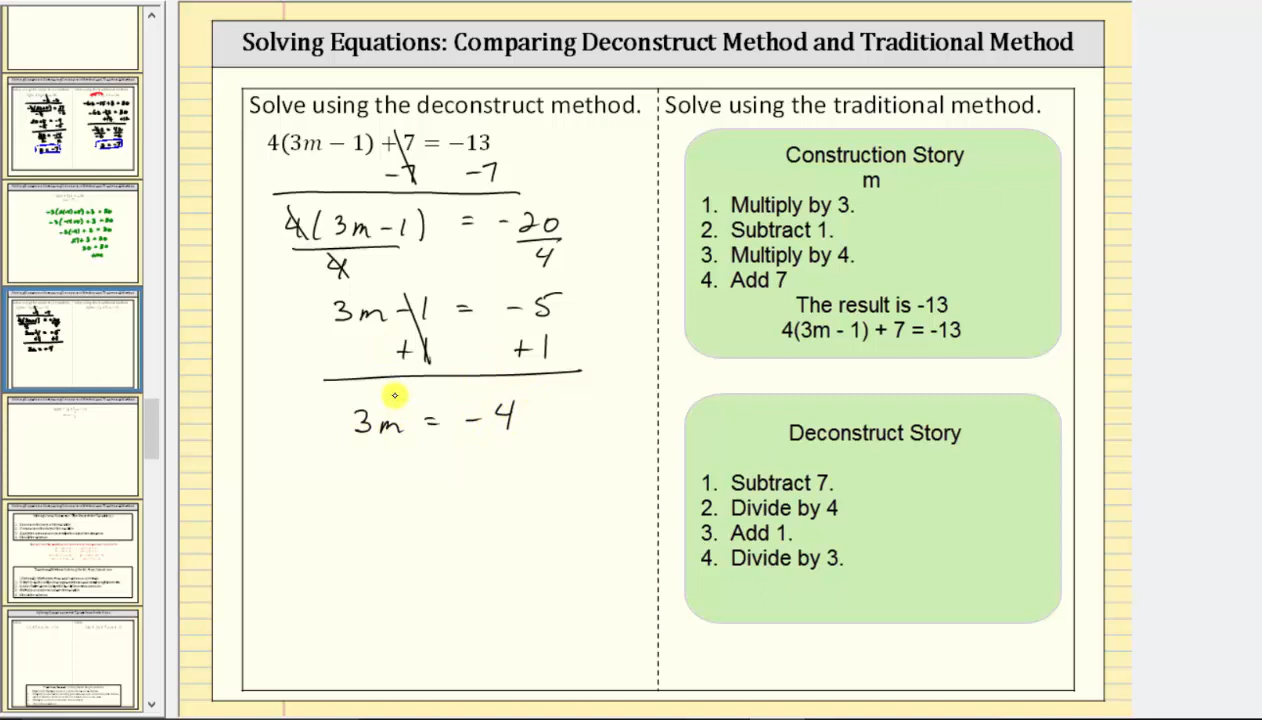 Solving Equations: Comparing Deconstruct Method and Traditional Method
Solve using the deconstruct method.
4(3m − 1) + 7 = −13
−7 −7
4(3m−1) = −20
4 4
3m −1 = −5
+1 +1
3m = −4
Solve using the traditional method.
Construction Story
m
1. Multiply by 3.
2. Subtract 1.
3. Multiply by 4.
4. Add 7
The result is -13
4(3m - 1) + 7 = -13
Deconstruct Story
1. Subtract 7.
2. Divide by 4
3. Add 1.
4. Divide by 3.